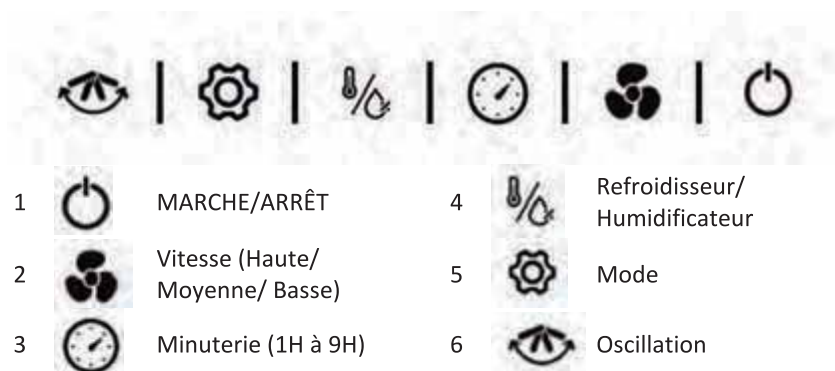 1 MARCHE/ARRÊT
2 Vitesse (Haute/
Moyenne/ Basse)
3 Minuterie (1H à 9H)
4 Refroidisseur/
Humidificateur
5 Mode
6 Oscillation